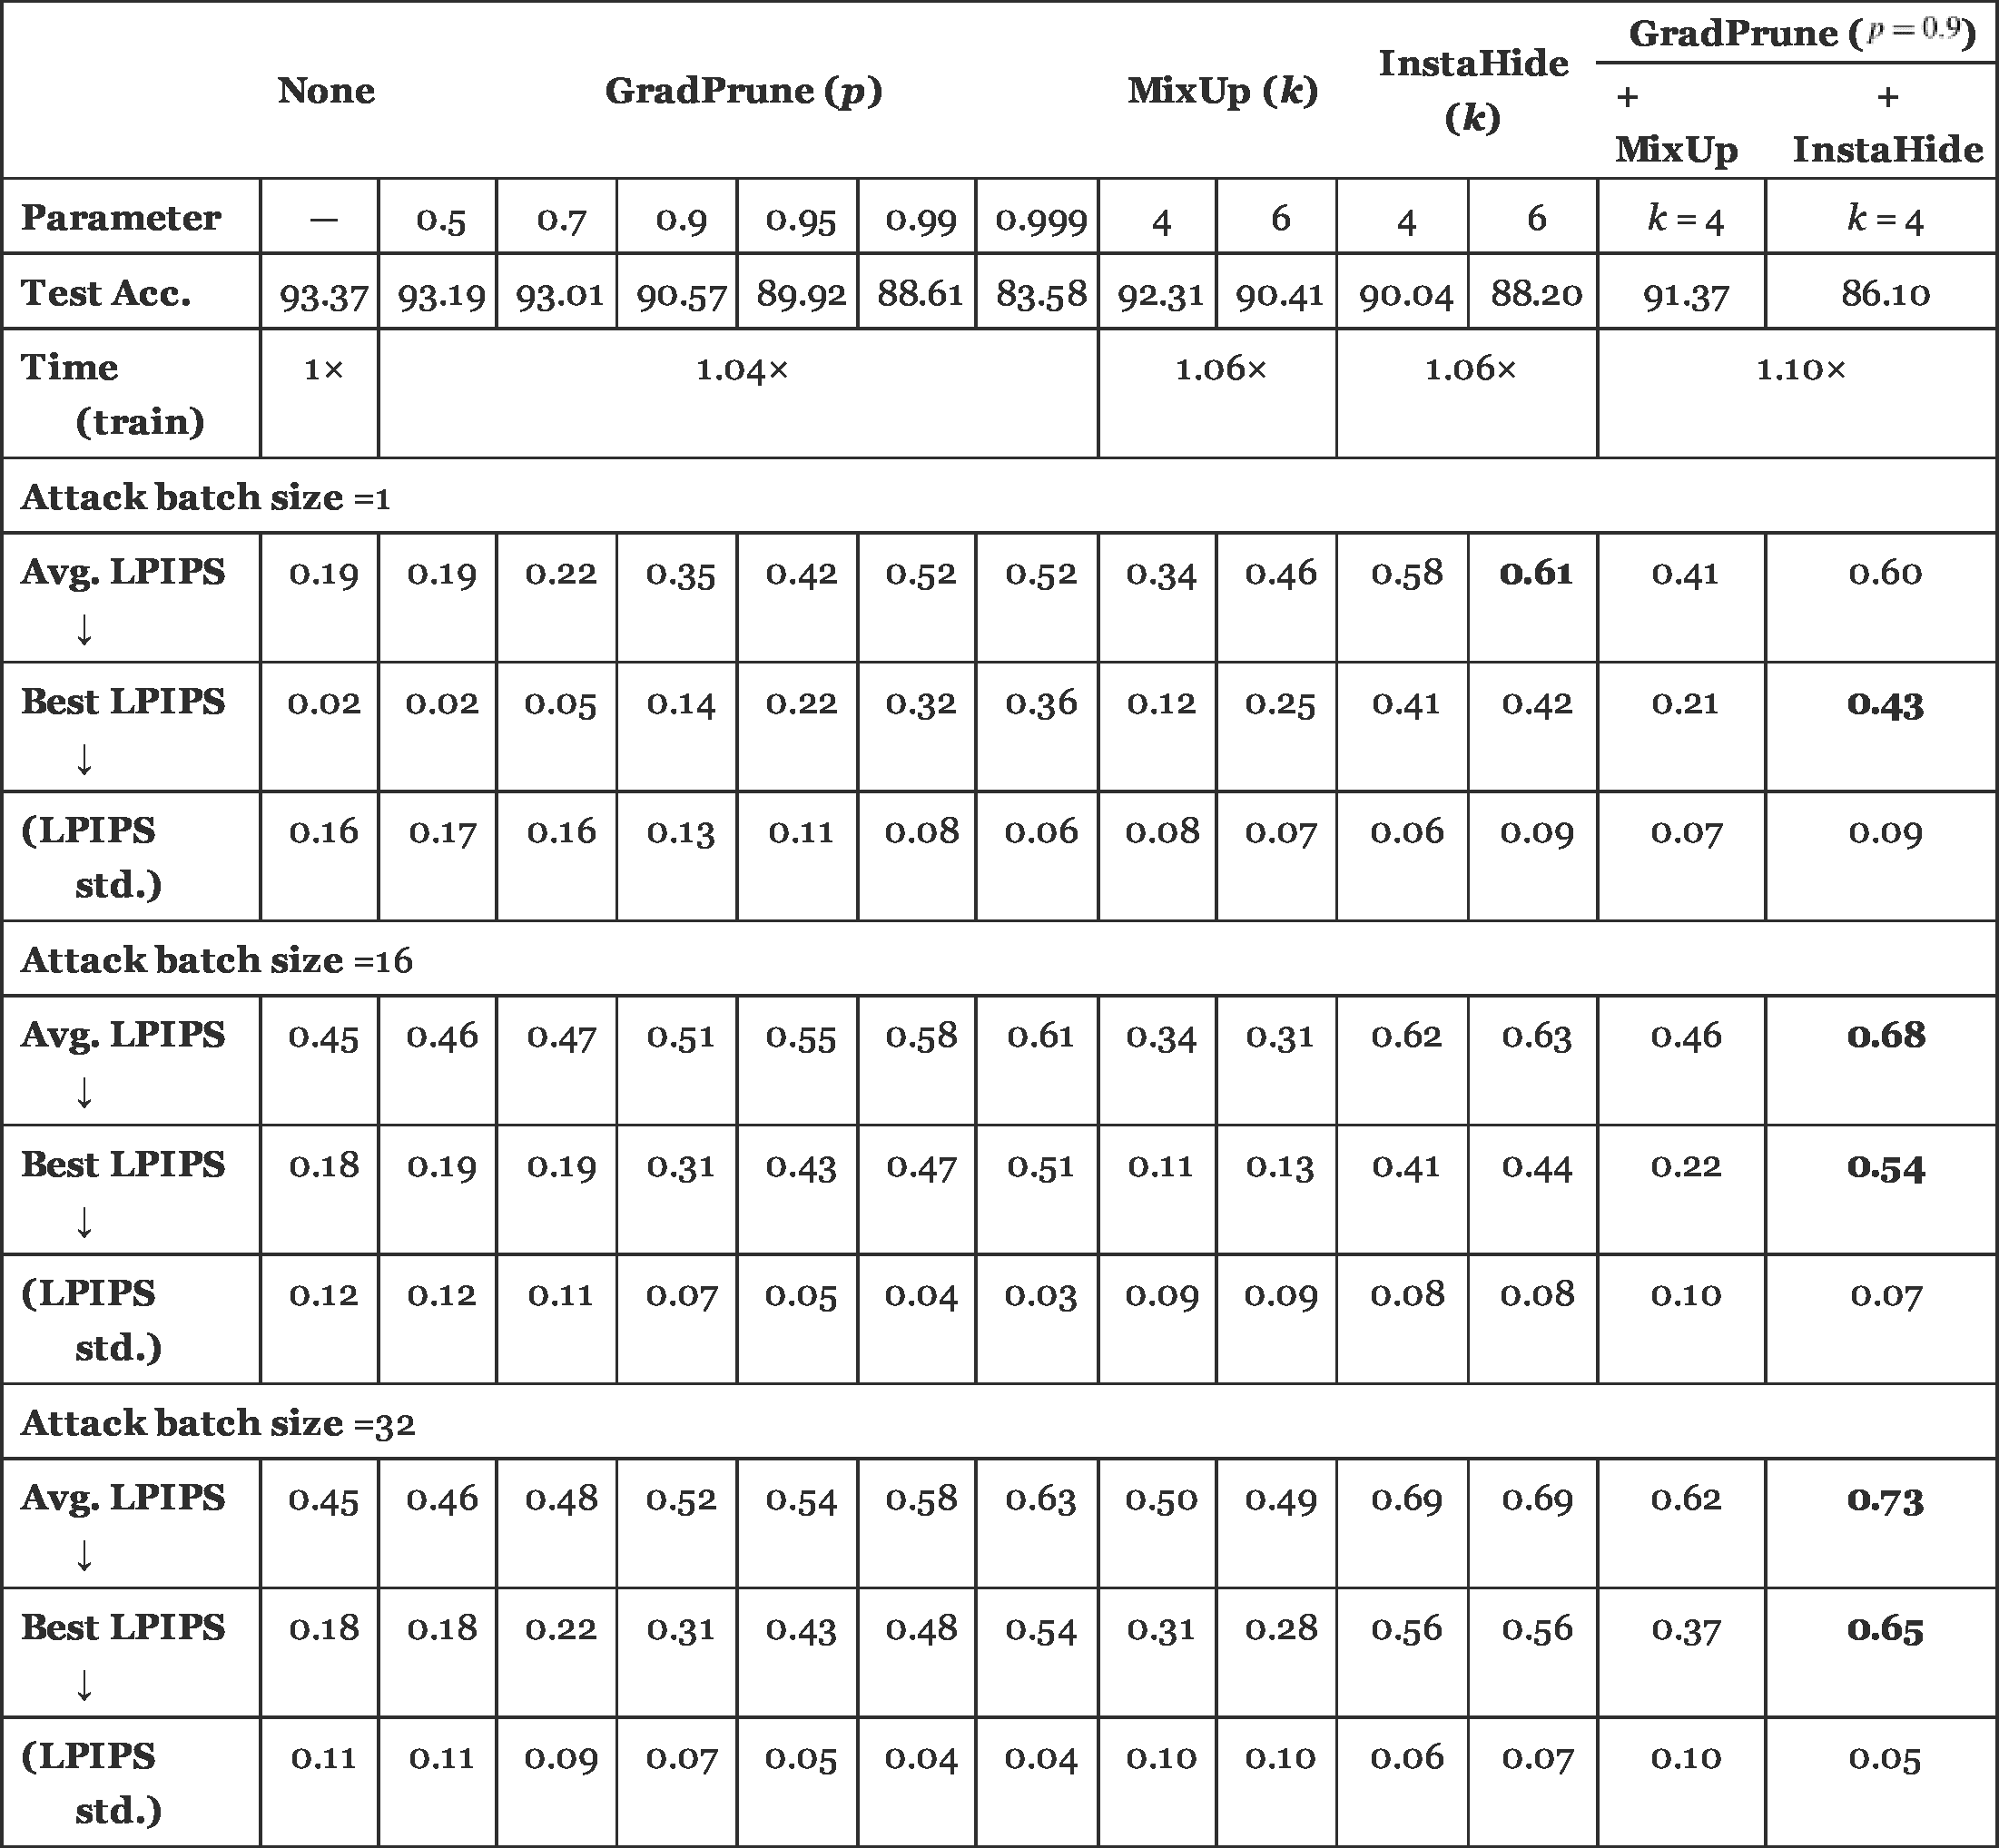 None GradPrune (p) MixUp (k) InstaHide (k) GradPrune (p = 0.9)
+ MixUp + InstaHide
Parameter — 0.5 0.7 0.9 0.95 0.99 0.999 4 6 4 6 k = 4 k = 4
Test Acc. 93.37 93.19 93.01 90.57 89.92 88.61 83.58 92.31 90.41 90.04 88.20 91.37 86.10
Time (train) 1× 1.04× 1.06× 1.06× 1.10×
Attack batch size =1
Avg. LPIPS ↓ 0.19 0.19 0.22 0.35 0.42 0.52 0.52 0.34 0.46 0.58 0.61 0.41 0.60
Best LPIPS ↓ 0.02 0.02 0.05 0.14 0.22 0.32 0.36 0.12 0.25 0.41 0.42 0.21 0.43
(LPIPS std.) 0.16 0.17 0.16 0.13 0.11 0.08 0.06 0.08 0.07 0.06 0.09 0.07 0.09
Attack batch size =16
Avg. LPIPS ↓ 0.45 0.46 0.47 0.51 0.55 0.58 0.61 0.34 0.31 0.62 0.63 0.46 0.68
Best LPIPS ↓ 0.18 0.19 0.19 0.31 0.43 0.47 0.51 0.11 0.13 0.41 0.44 0.22 0.54
(LPIPS std.) 0.12 0.12 0.11 0.07 0.05 0.04 0.03 0.09 0.09 0.08 0.08 0.10 0.07
Attack batch size =32
Avg. LPIPS ↓ 0.45 0.46 0.48 0.52 0.54 0.58 0.63 0.50 0.49 0.69 0.69 0.62 0.73
Best LPIPS ↓ 0.18 0.18 0.22 0.31 0.43 0.48 0.54 0.31 0.28 0.56 0.56 0.37 0.65
(LPIPS std.) 0.11 0.11 0.09 0.07 0.05 0.04 0.04 0.10 0.10 0.06 0.07 0.10 0.05